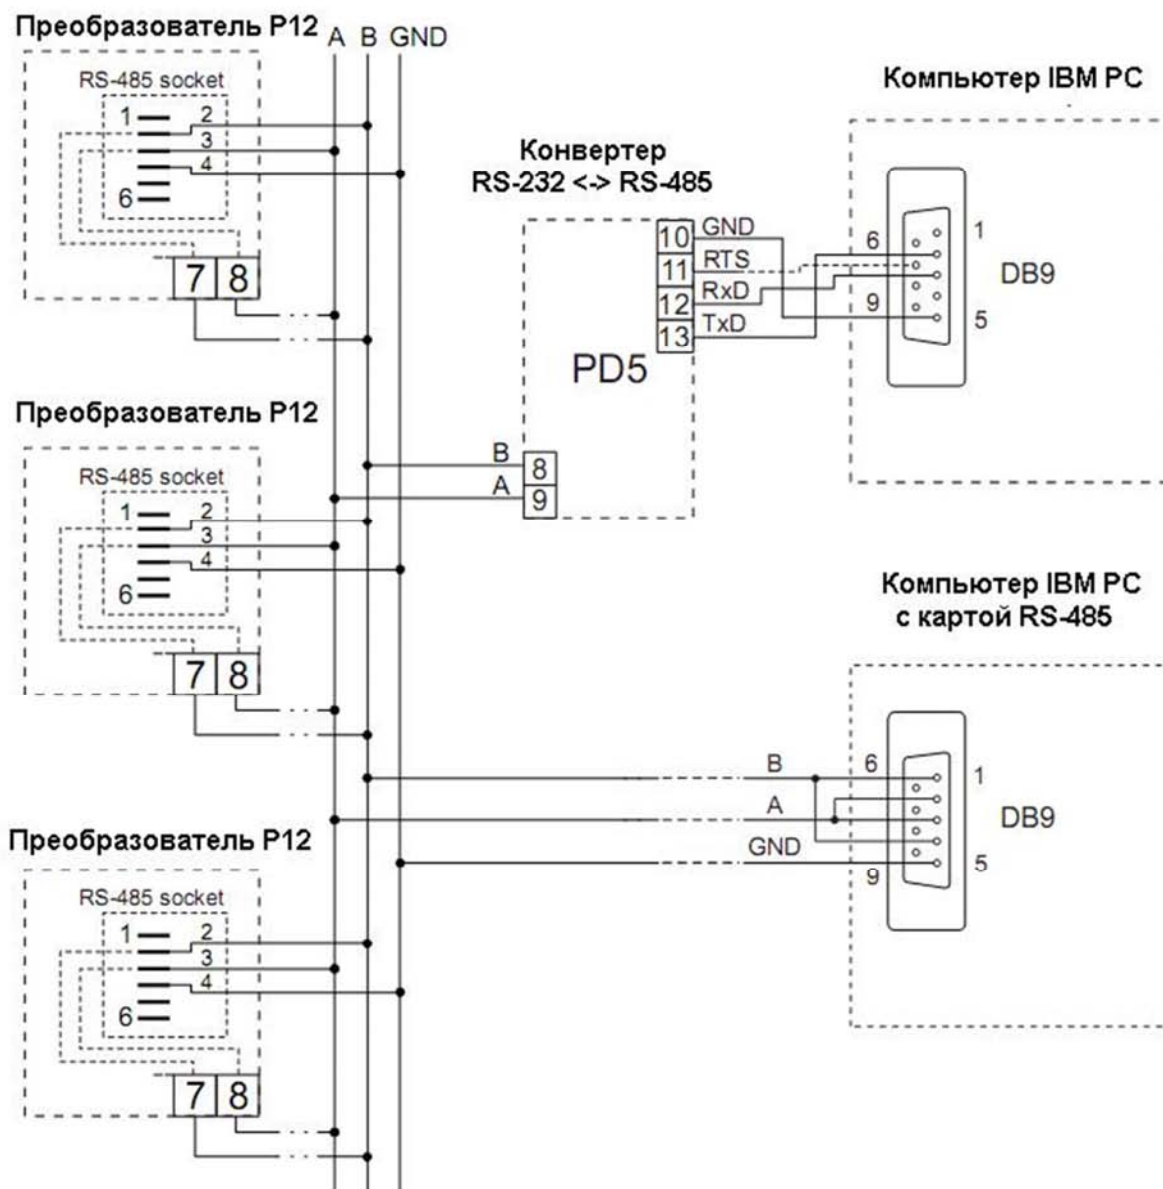 Преобразователь P12
A B GND
RS-485 socket
1
2
3
4
6
7 8
Конвертер
RS-232 <-> RS-485
10 GND
11 RTS
12 RxD
13 TxD
PD5
B 8
A 9
Компьютер IBM PC
6
9
1
5
DB9
Преобразователь P12
RS-485 socket
1
2
3
4
6
7 8
Компьютер IBM PC
с картой RS-485
B
A
GND
6
9
1
5
DB9
Преобразователь P12
RS-485 socket
1
2
3
4
6
7 8